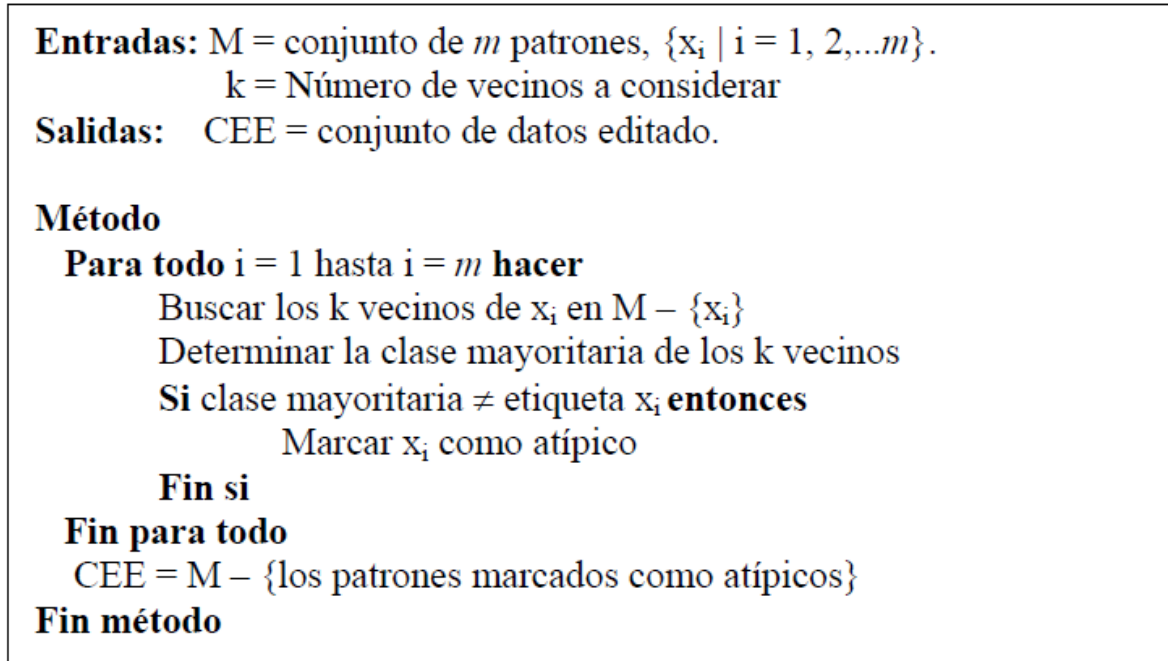 Entradas: M = conjunto de m patrones, {xi | i = 1, 2,...m}.
k = Número de vecinos a considerar
Salidas: CEE = conjunto de datos editado.
Método
Para todo i = 1 hasta i = m hacer
Buscar los k vecinos de xi en M – {xi}
Determinar la clase mayoritaria de los k vecinos
Si clase mayoritaria ≠ etiqueta xi entonces
Marcar xi como atípico
Fin si
Fin para todo
CEE = M – {los patrones marcados como atípicos}
Fin método